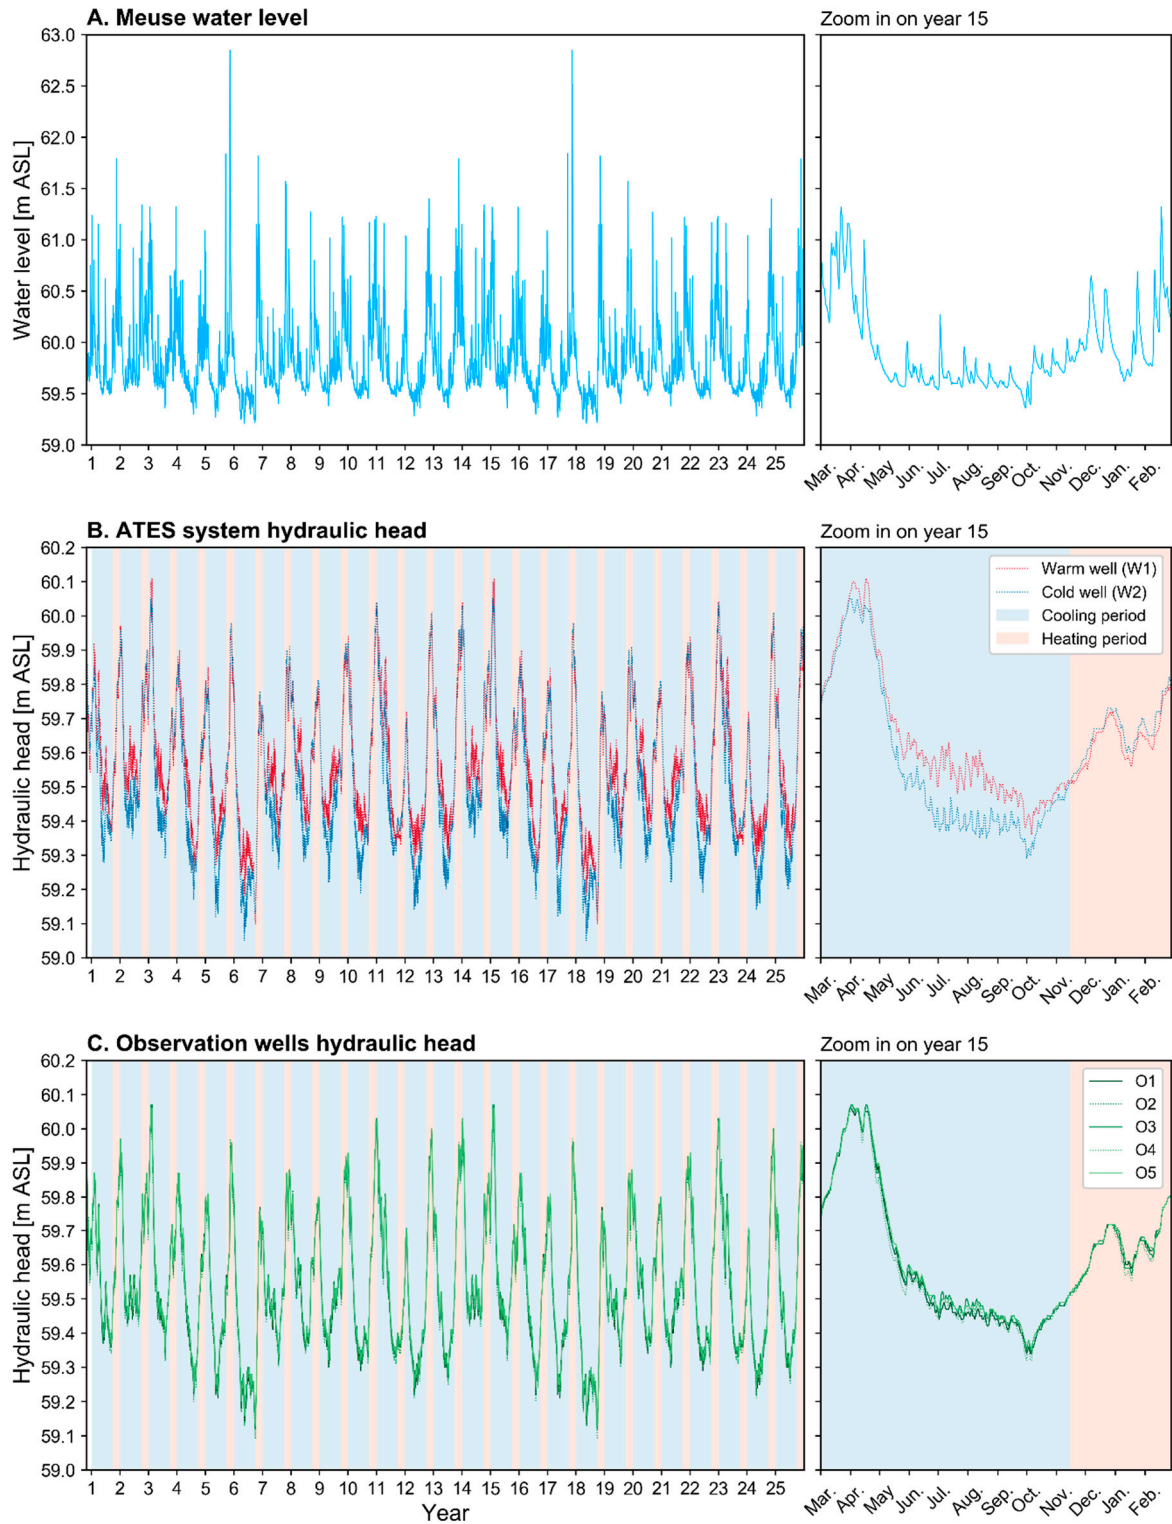 A. Meuse water level
Zoom in on year 15
Water level [m ASL]
63.0
62.5
62.0
61.5
61.0
60.5
60.0
59.5
59.0
1 2 3 4 5 6 7 8 9 10 11 12 13 14 15 16 17 18 19 20 21 22 23 24 25
Mar. Apr. May Jun. Jul. Aug. Sep. Oct. Nov. Dec. Jan. Feb.
B. ATES system hydraulic head
Zoom in on year 15
Hydraulic head [m ASL]
60.2
60.1
60.0
59.9
59.8
59.7
59.6
59.5
59.4
59.3
59.2
59.1
59.0
Warm well (W1)
Cold well (W2)
Cooling period
Heating period
1 2 3 4 5 6 7 8 9 10 11 12 13 14 15 16 17 18 19 20 21 22 23 24 25
Mar. Apr. May Jun. Jul. Aug. Sep. Oct. Nov. Dec. Jan. Feb.
C. Observation wells hydraulic head
Zoom in on year 15
Hydraulic head [m ASL]
60.2
60.1
60.0
59.9
59.8
59.7
59.6
59.5
59.4
59.3
59.2
59.1
59.0
O1
O2
O3
O4
O5
1 2 3 4 5 6 7 8 9 10 11 12 13 14 15 16 17 18 19 20 21 22 23 24 25
Mar. Apr. May Jun. Jul. Aug. Sep. Oct. Nov. Dec. Jan. Feb.
Year